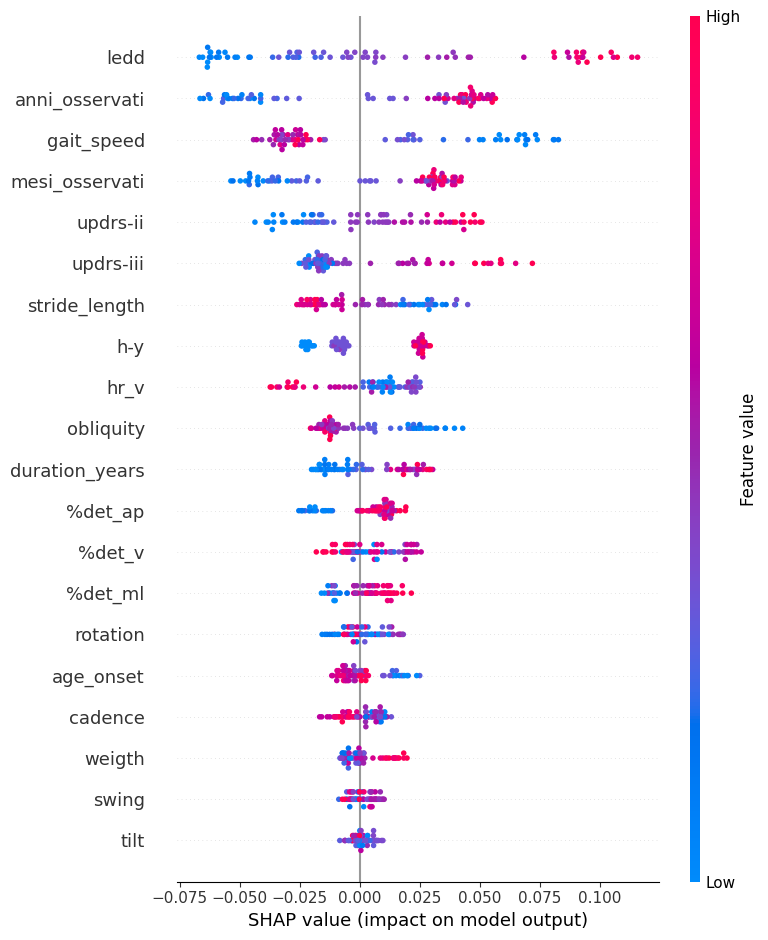 High
ledd
anni_osservati
gait_speed
mesi_osservati
updrs-ii
updrs-iii
stride_length
h-y
hr_v
obliquity
duration_years
%det_ap
%det_v
%det_ml
rotation
age_onset
cadence
weigth
swing
tilt
Feature value
Low
−0.075 −0.050 −0.025 0.000 0.025 0.050 0.075 0.100
SHAP value (impact on model output)